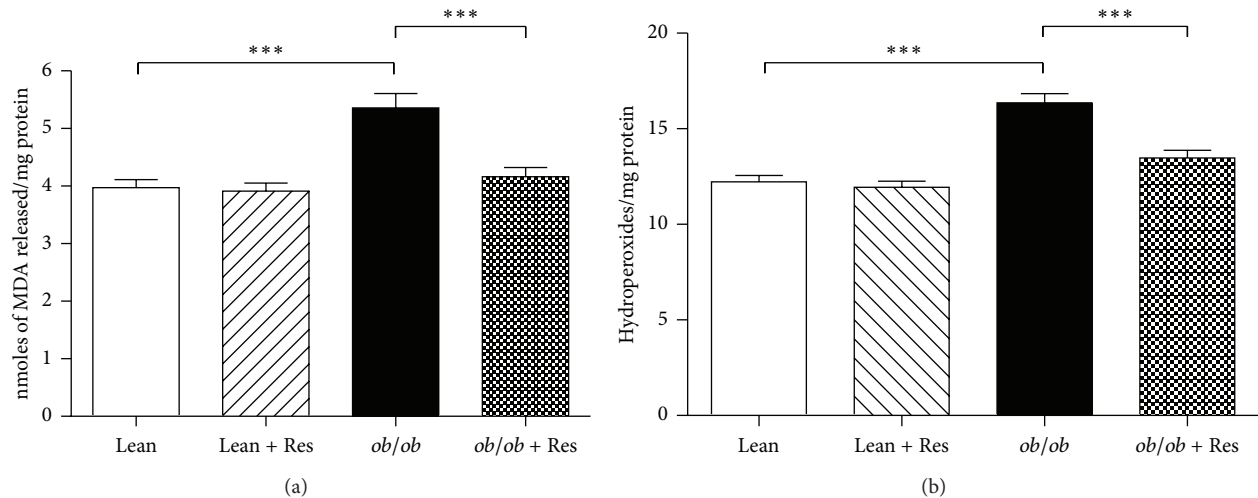 ***
***
6
5
4
3
2
1
0
nmoles of MDA released/mg protein
Lean
Lean + Res
ob/ob
ob/ob + Res
(a)
***
***
20
15
10
5
0
Hydroperoxides/mg protein
Lean
Lean + Res
ob/ob
ob/ob + Res
(b)